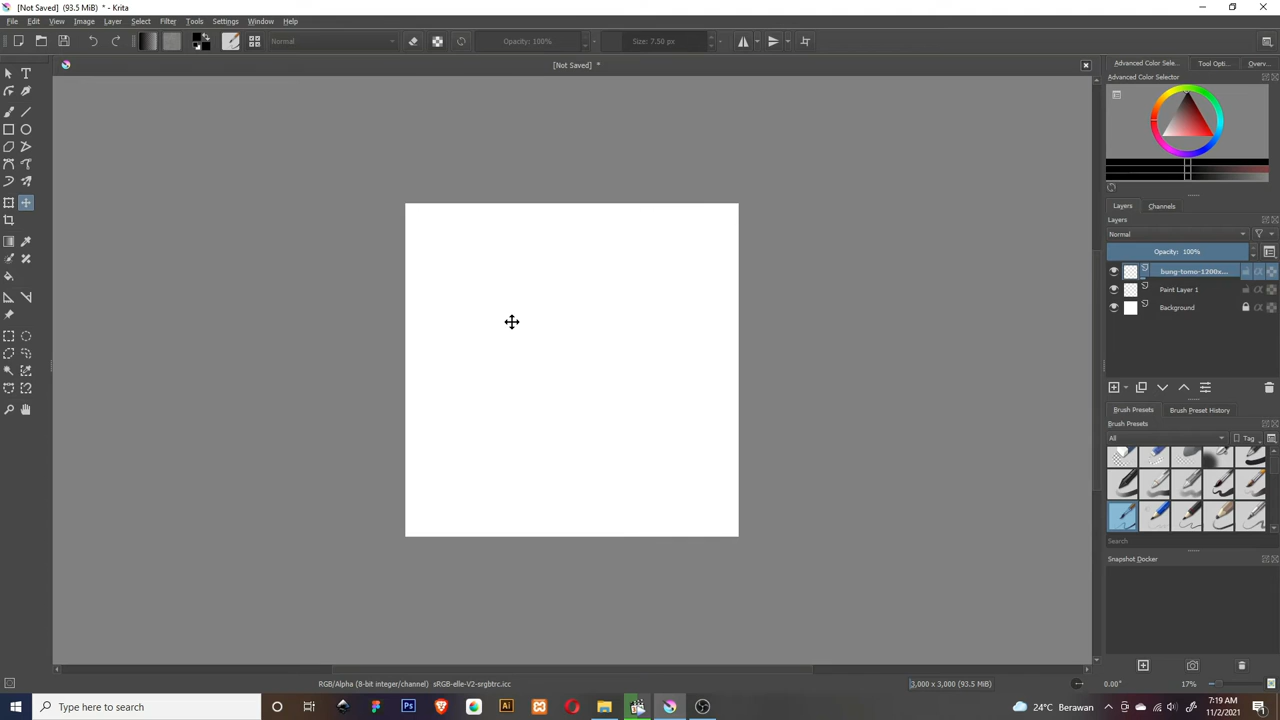 [Not Saved] (93.5 MiB) * - Krita
File Edit View Image Layer Select Filter Tools Settings Window Help
Normal Opacity: 100% Size: 7.50 px
[Not Saved] *
Advanced Color Sele... Tool Opti... Overv...
Advanced Color Selector
Layers Channels
Layers
Normal
Opacity: 100%
bung-tomo-1200x...
Paint Layer 1
Background
Brush Presets Brush Preset History
Brush Presets
All Tag
Search
Snapshot Docker
RGB/Alpha (8-bit integer/channel) sRGB-elle-V2-srgbtrc.icc 3,000 x 3,000 (93.5 MiB) 0.00° 17%
Type here to search Ps Ai 24°C Berawan 7:19 AM
11/2/2021